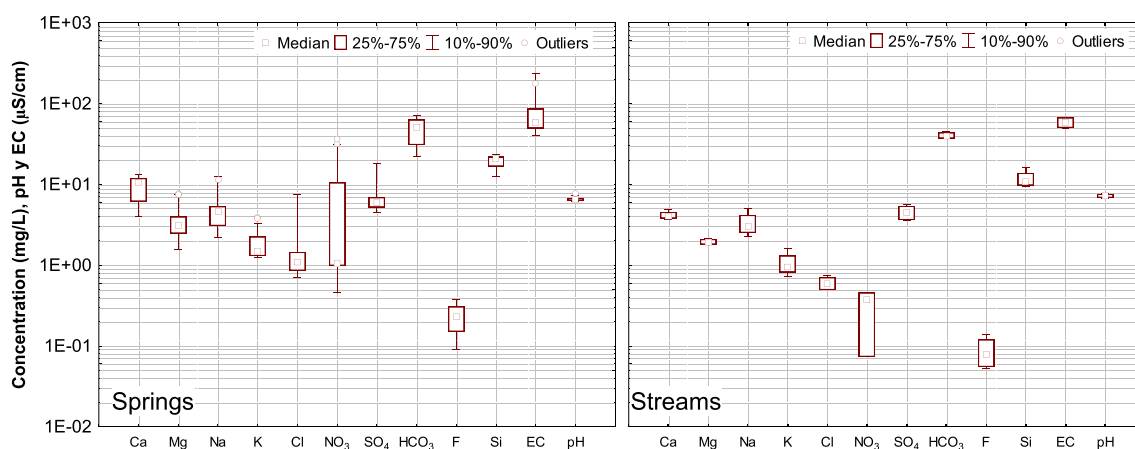 Concentration (mg/L), pH y EC (µS/cm)
1E+03
1E+02
1E+01
1E+00
1E-01
1E-02
Median 25%-75% 10%-90% Outliers
Springs
Ca Mg Na K Cl NO₃ SO₄ HCO₃ F Si EC pH
Median 25%-75% 10%-90% Outliers
Streams
Ca Mg Na K Cl NO₃ SO₄ HCO₃ F Si EC pH